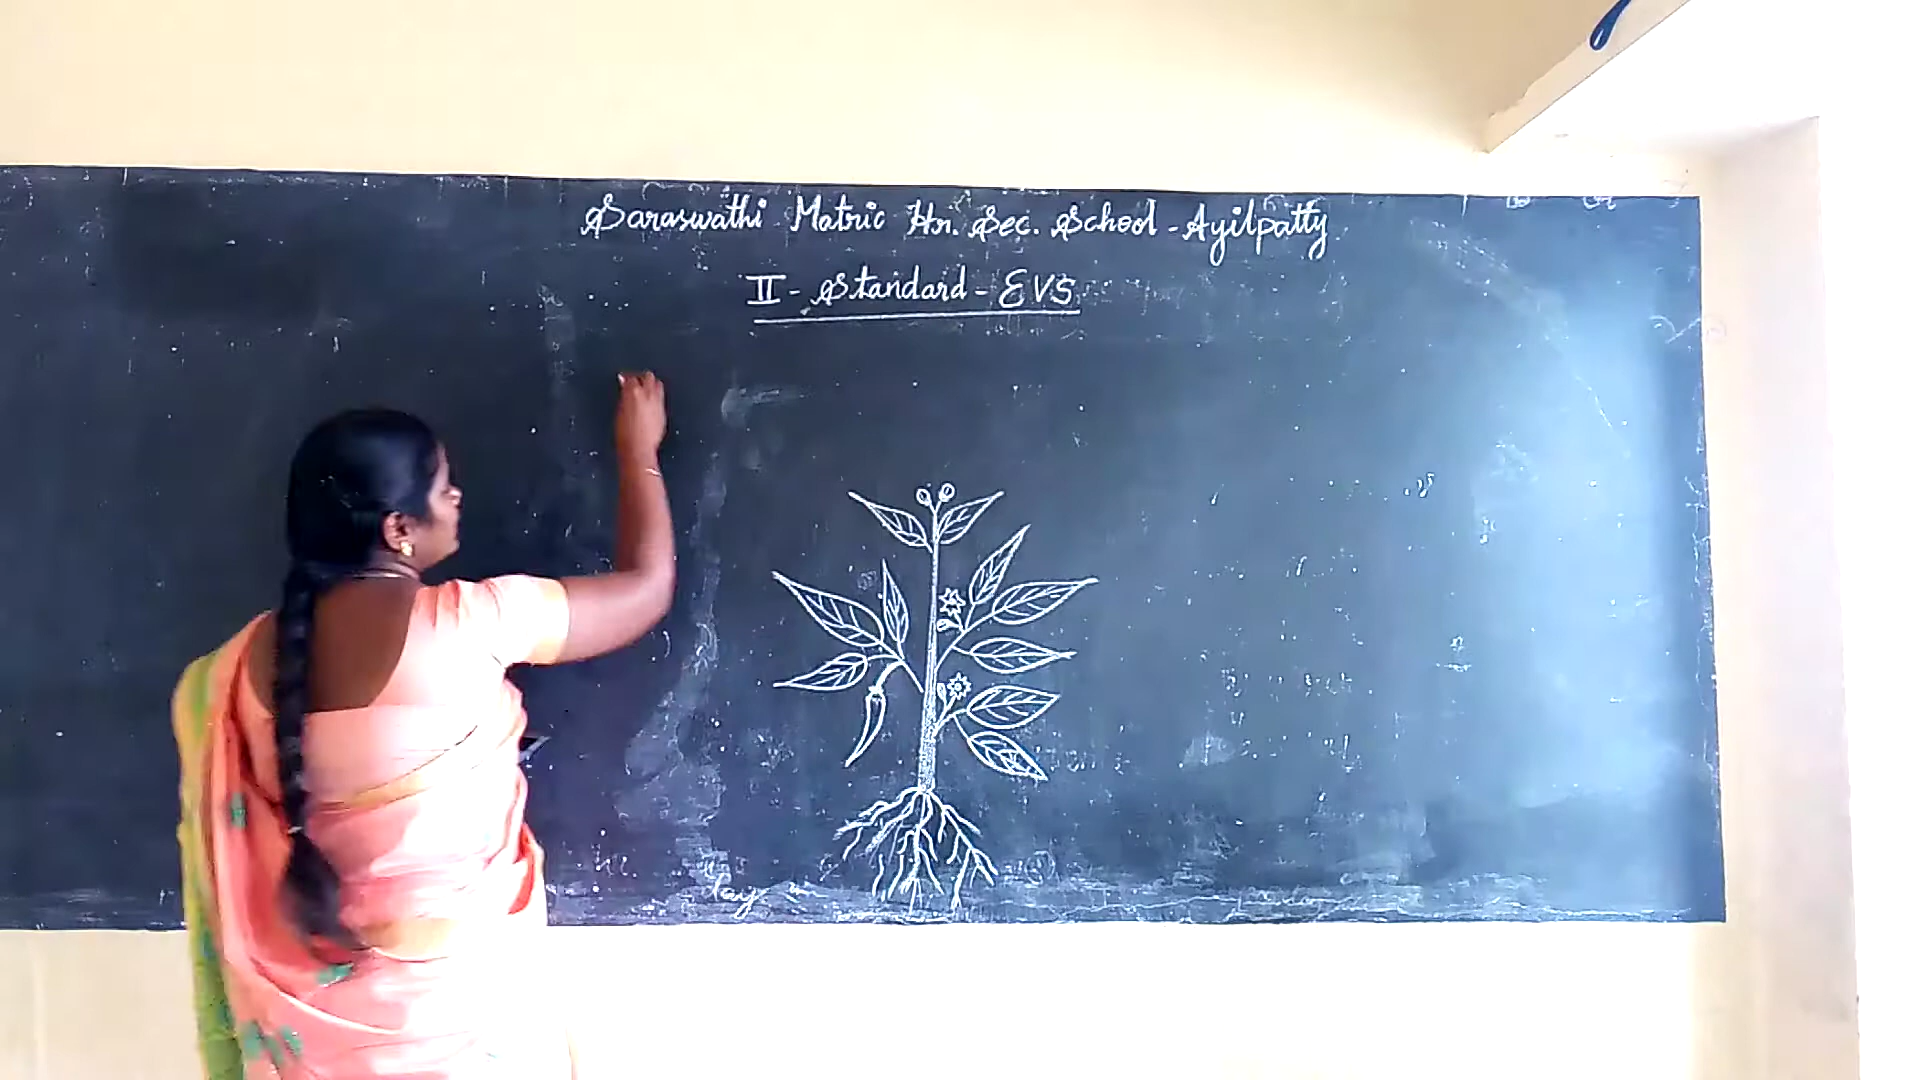 Saraswathi Matric Hr. Sec. School - Ayilpatty
II - Standard - EVS